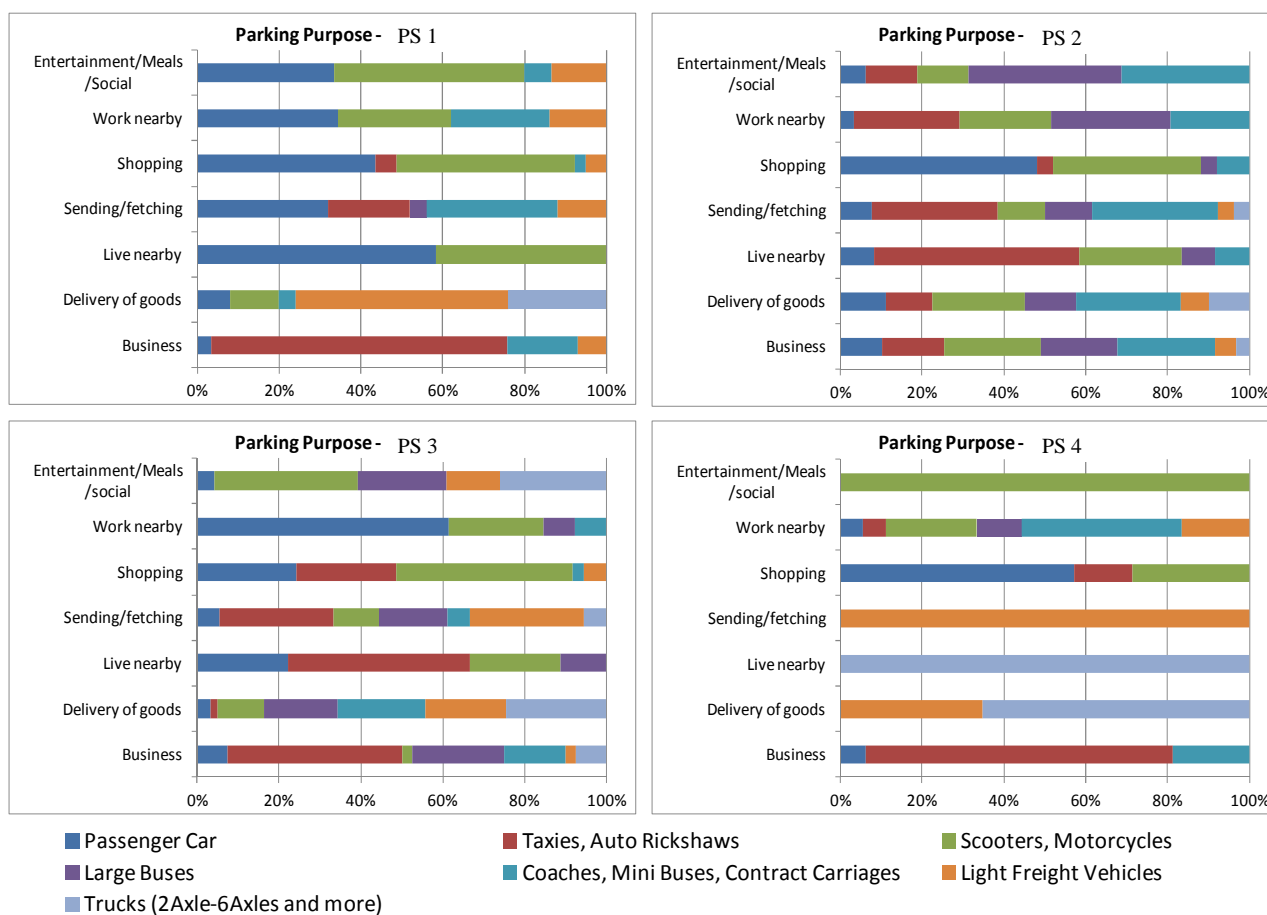 Parking Purpose - PS 1
Entertainment/Meals
/Social
Work nearby
Shopping
Sending/fetching
Live nearby
Delivery of goods
Business
0% 20% 40% 60% 80% 100%
Parking Purpose - PS 2
Entertainment/Meals
/social
Work nearby
Shopping
Sending/fetching
Live nearby
Delivery of goods
Business
0% 20% 40% 60% 80% 100%
Parking Purpose - PS 3
Entertainment/Meals
/social
Work nearby
Shopping
Sending/fetching
Live nearby
Delivery of goods
Business
0% 20% 40% 60% 80% 100%
Parking Purpose - PS 4
Entertainment/Meals
/social
Work nearby
Shopping
Sending/fetching
Live nearby
Delivery of goods
Business
0% 20% 40% 60% 80% 100%
Passenger Car Taxies, Auto Rickshaws Scooters, Motorcycles
Large Buses Coaches, Mini Buses, Contract Carriages Light Freight Vehicles
Trucks (2Axle-6Axles and more)